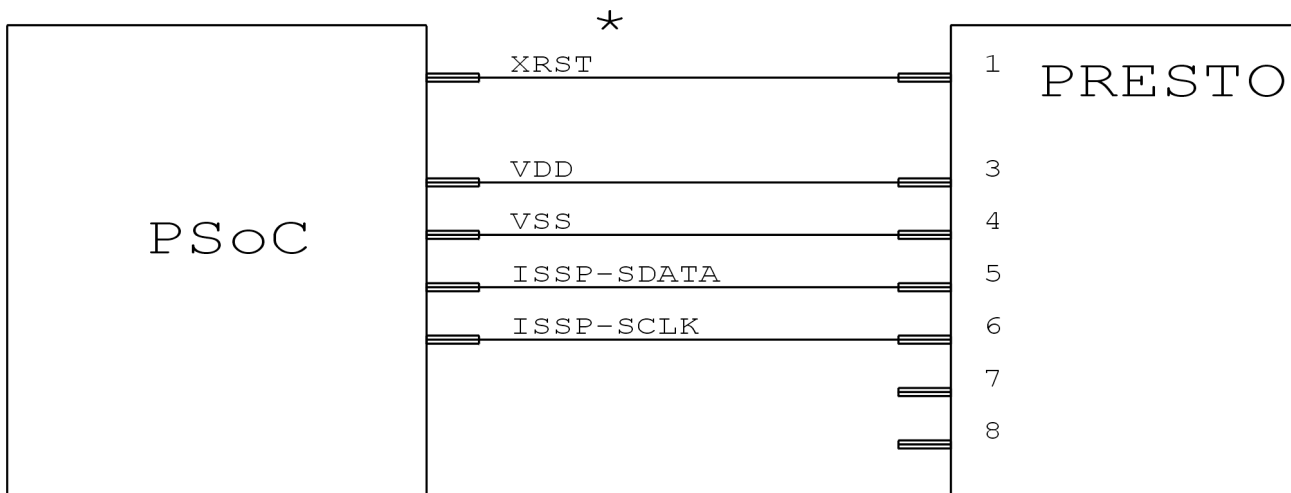 *
XRST 1 PRESTO
VDD 3
VSS 4
PSoC
ISSP-SDATA 5
ISSP-SCLK 6
7
8